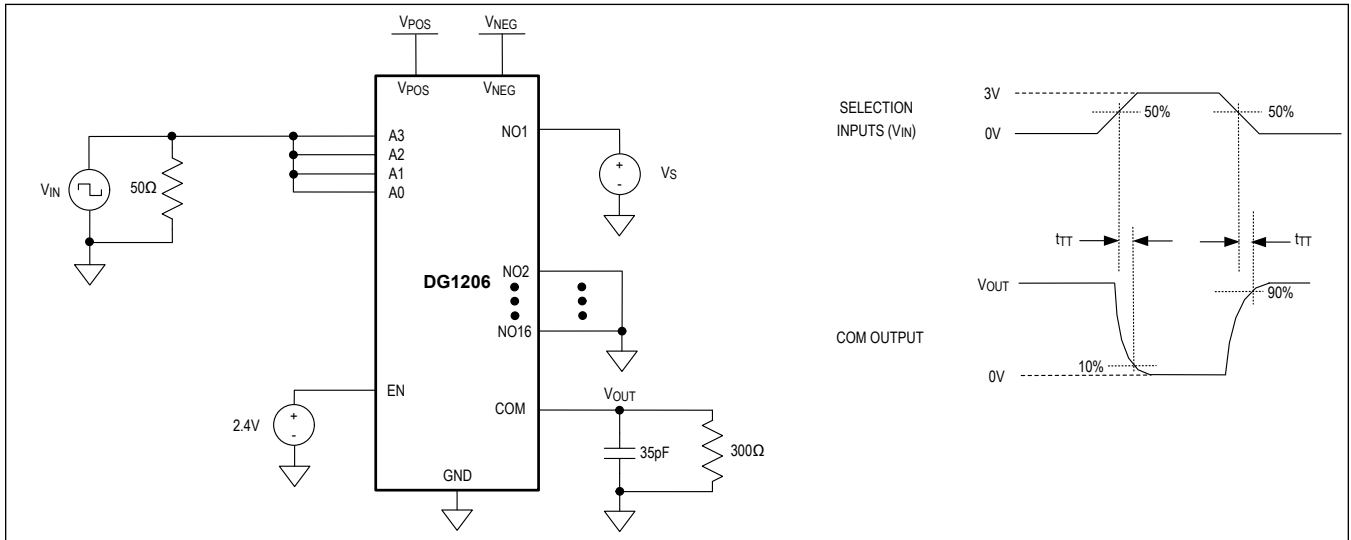 VPOS
VNEG
VPOS
VNEG
A3
A2
A1
A0
NO1
VIN
50Ω
VS
DG1206
NO2
NO16
EN
COM
VOUT
2.4V
35pF
300Ω
GND
SELECTION
INPUTS (VIN)
3V
0V
50%
50%
tTT
tTT
VOUT
90%
COM OUTPUT
10%
0V